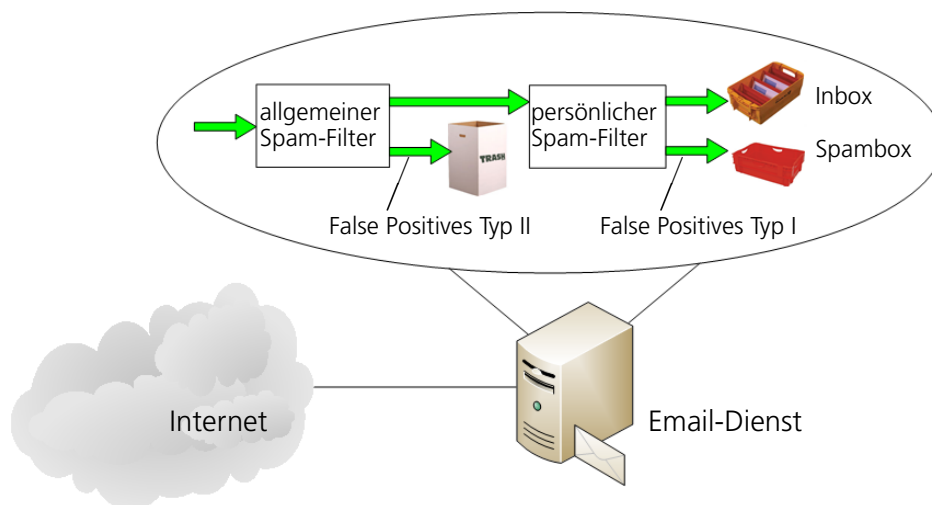 allgemeiner
Spam-Filter
persönlicher
Spam-Filter
Inbox
TRASH
Spambox
False Positives Typ II
False Positives Typ I
Internet
Email-Dienst